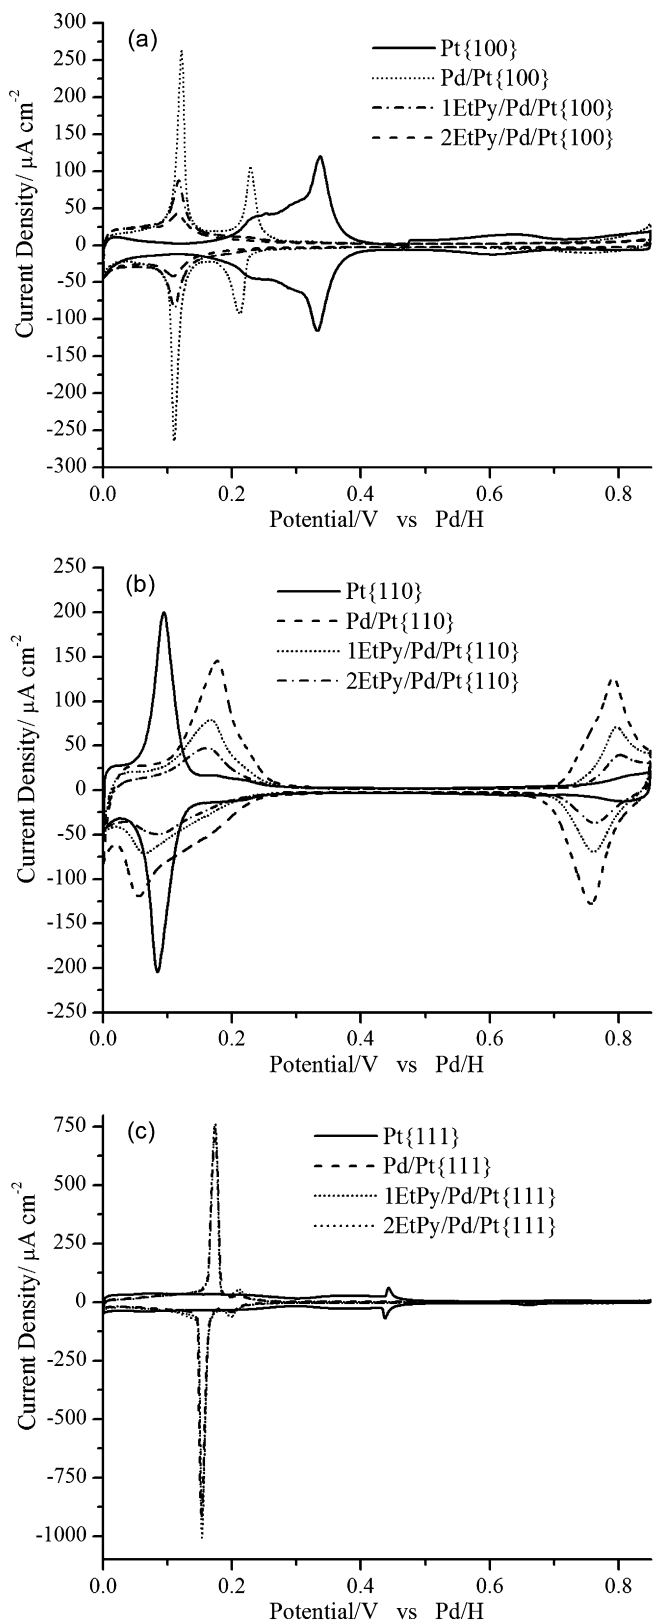 (a)
Pt{100}
Pd/Pt{100}
1EtPy/Pd/Pt{100}
2EtPy/Pd/Pt{100}
300
250
200
150
100
50
0
-50
-100
-150
-200
-250
-300
Current Density/ μA cm-2
0.0 0.2 0.4 0.6 0.8
Potential/V vs Pd/H
(b)
Pt{110}
Pd/Pt{110}
1EtPy/Pd/Pt{110}
2EtPy/Pd/Pt{110}
250
200
150
100
50
0
-50
-100
-150
-200
-250
Current Density/ μA cm-2
0.0 0.2 0.4 0.6 0.8
Potential/V vs Pd/H
(c)
Pt{111}
Pd/Pt{111}
1EtPy/Pd/Pt{111}
2EtPy/Pd/Pt{111}
750
500
250
0
-250
-500
-750
-1000
Current Density/ μA cm-2
0.0 0.2 0.4 0.6 0.8
Potential/V vs Pd/H